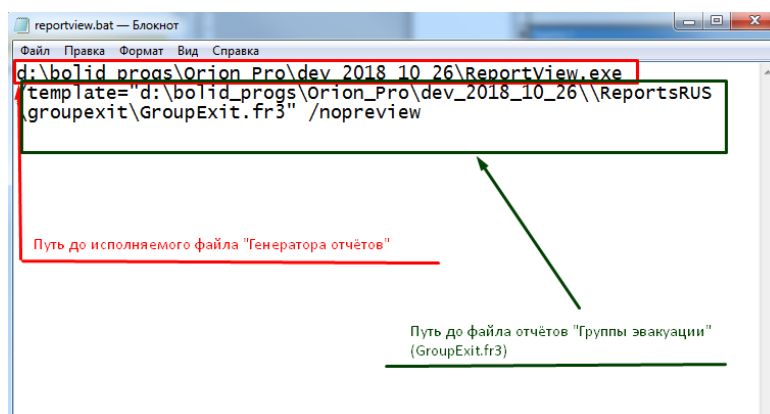 reportview.bat — Блокнот
Файл Правка Формат Вид Справка
d:\bolid_progs\Orion_Pro\dev_2018_10_26\ReportView.exe
/template="d:\bolid_progs\Orion_Pro\dev_2018_10_26\\ReportsRUS
\groupexit\GroupExit.fr3" /nopreview
Путь до исполняемого файла "Генератора отчётов"
Путь до файла отчётов "Группы эвакуации"
(GroupExit.fr3)